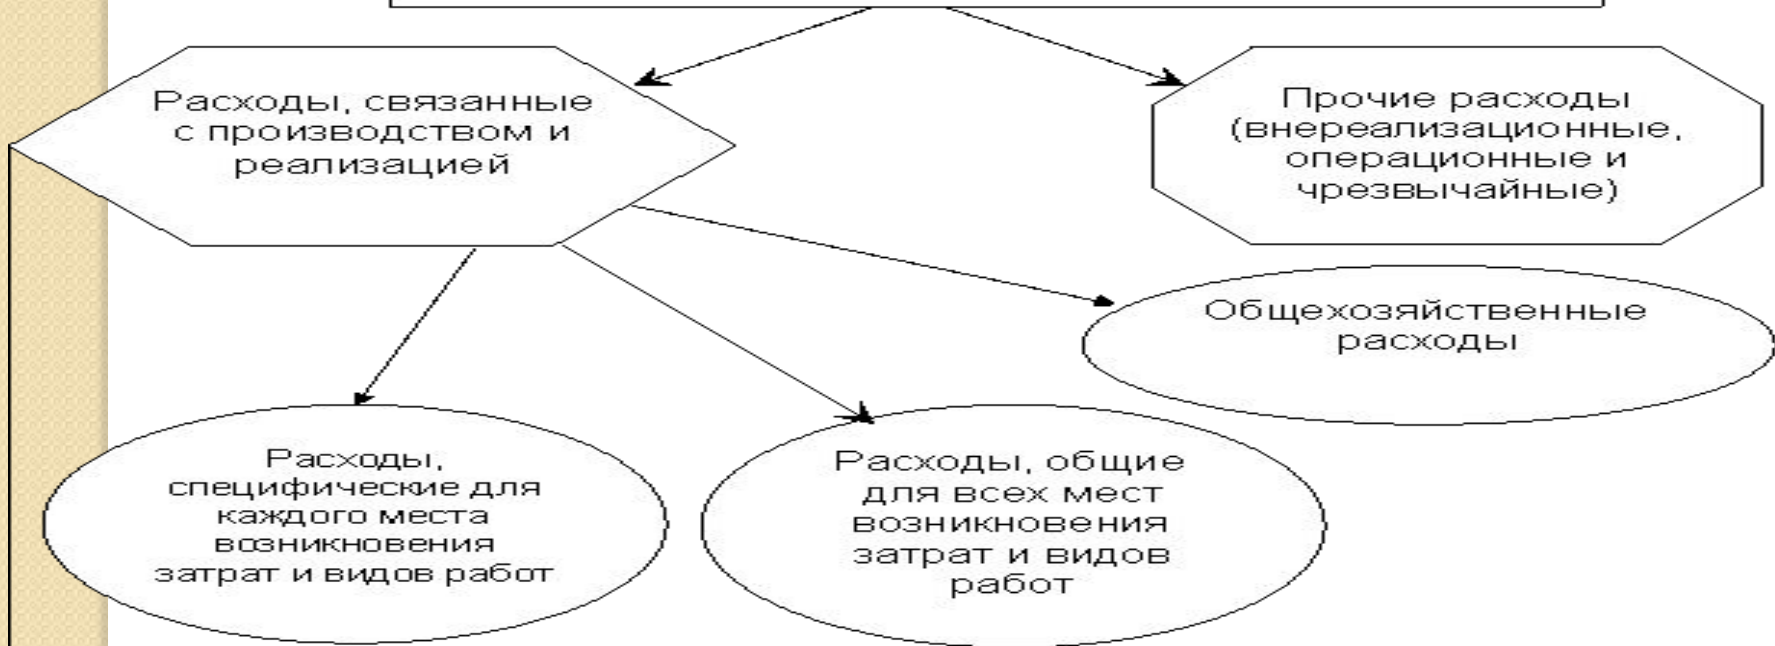 Расходы, связанные
с производством и
реализацией
Прочие расходы
(внереализационные,
операционные и
чрезвычайные)
Общехозяйственные
расходы
Расходы,
специфические для
каждого места
возникновения
затрат и видов работ
Расходы, общие
для всех мест
возникновения
затрат и видов
работ